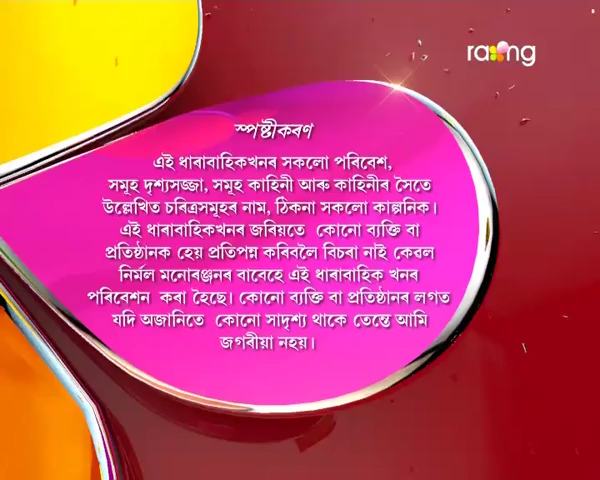 rang
স্পষ্টীকৰণ
এই ধাৰাবাহিকখনৰ সকলো পৰিবেশ,
সমূহ দৃশ্যসজ্জা, সমূহ কাহিনী আৰু কাহিনীৰ সৈতে
উল্লেখিত চৰিত্ৰসমূহৰ নাম, ঠিকনা সকলো কাল্পনিক।
এই ধাৰাবাহিকখনৰ জৰিয়তে কোনো ব্যক্তি বা
প্ৰতিষ্ঠানক হেয় প্ৰতিপন্ন কৰিবলৈ বিচৰা নাই কেৱল
নিৰ্মল মনোৰঞ্জনৰ বাবেহে এই ধাৰাবাহিক খনৰ
পৰিবেশন কৰা হৈছে। কোনো ব্যক্তি বা প্ৰতিষ্ঠানৰ লগত
যদি অজানিতে কোনো সাদৃশ্য থাকে তেন্তে আমি
জগৰীয়া নহয়।